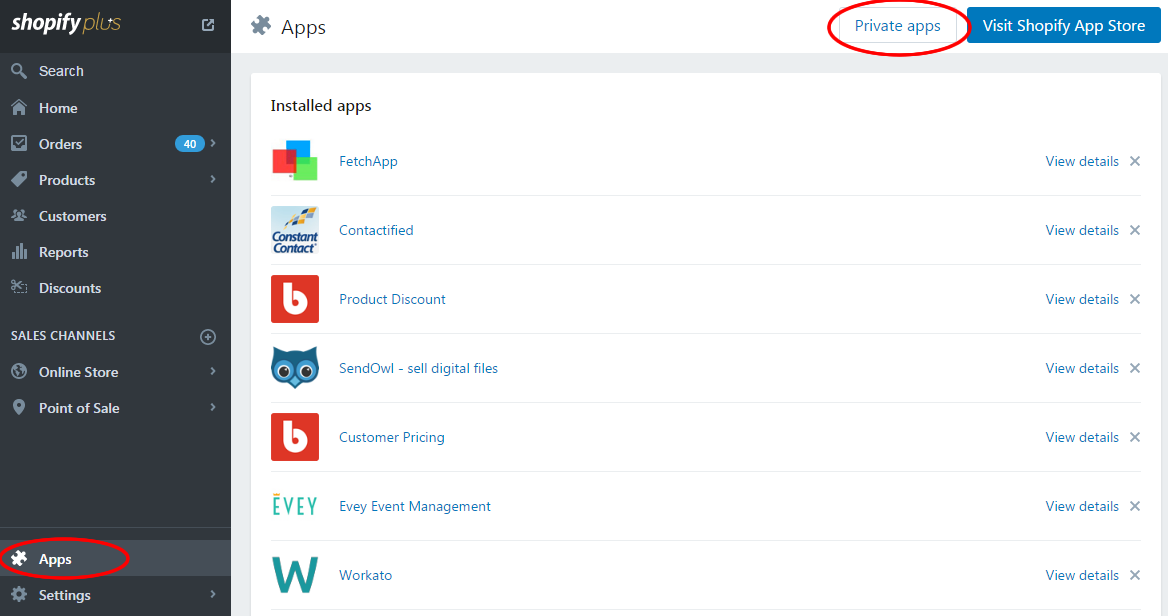 shopify plus
Search
Home
Orders 40
Products
Customers
Reports
Discounts
SALES CHANNELS
Online Store
Point of Sale
Apps
Settings
Apps Private apps Visit Shopify App Store
Installed apps
FetchApp View details
Constant
Contact
Contactified View details
b Product Discount View details
SendOwl - sell digital files View details
b Customer Pricing View details
EVEY Evey Event Management View details
W Workato View details